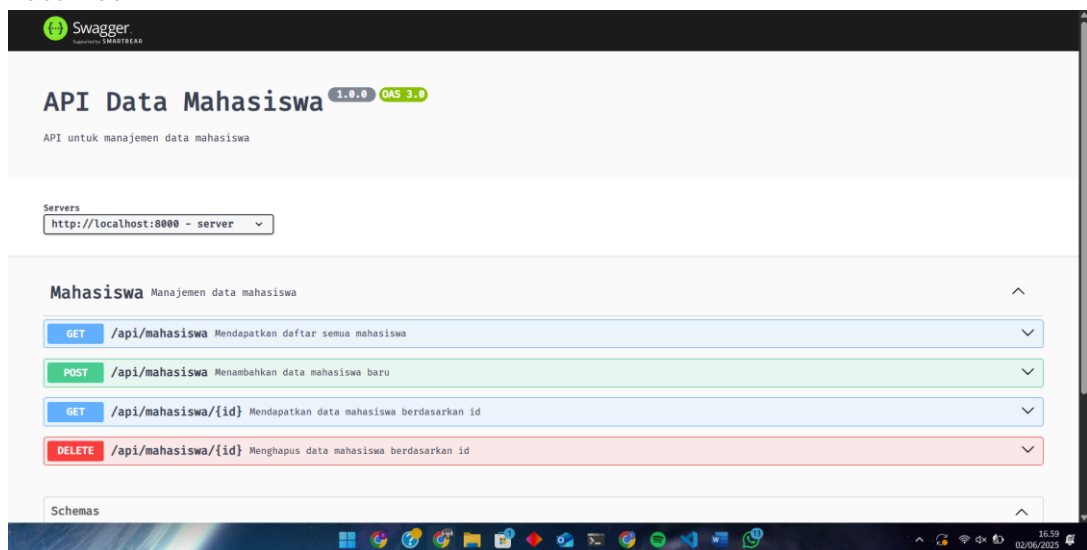 Swagger.
Supported by SMARTBEAR
API Data Mahasiswa 1.0.0 OAS 3.0
API untuk manajemen data mahasiswa
Servers
http://localhost:8000 - server
Mahasiswa Manajemen data mahasiswa
GET /api/mahasiswa Mendapatkan daftar semua mahasiswa
POST /api/mahasiswa Menambahkan data mahasiswa baru
GET /api/mahasiswa/{id} Mendapatkan data mahasiswa berdasarkan id
DELETE /api/mahasiswa/{id} Menghapus data mahasiswa berdasarkan id
Schemas
16.59
02/06/2025